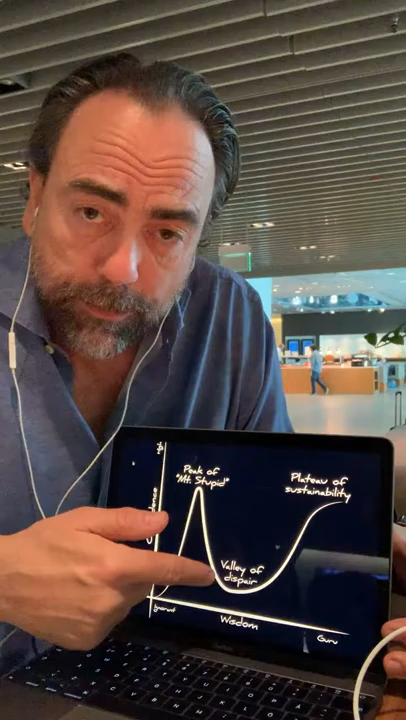 Peak of
"Mt. Stupid"
Plateau of
sustainability
Valley of
dispair
Wisdom
Guru